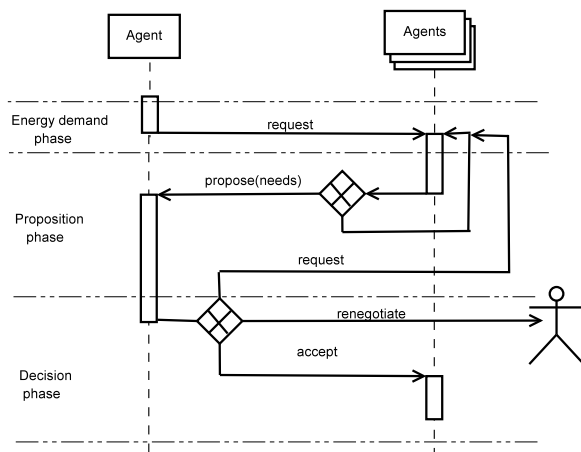 Agent
Agents
Energy demand
phase
request
propose(needs)
Proposition
phase
request
renegotiate
accept
Decision
phase